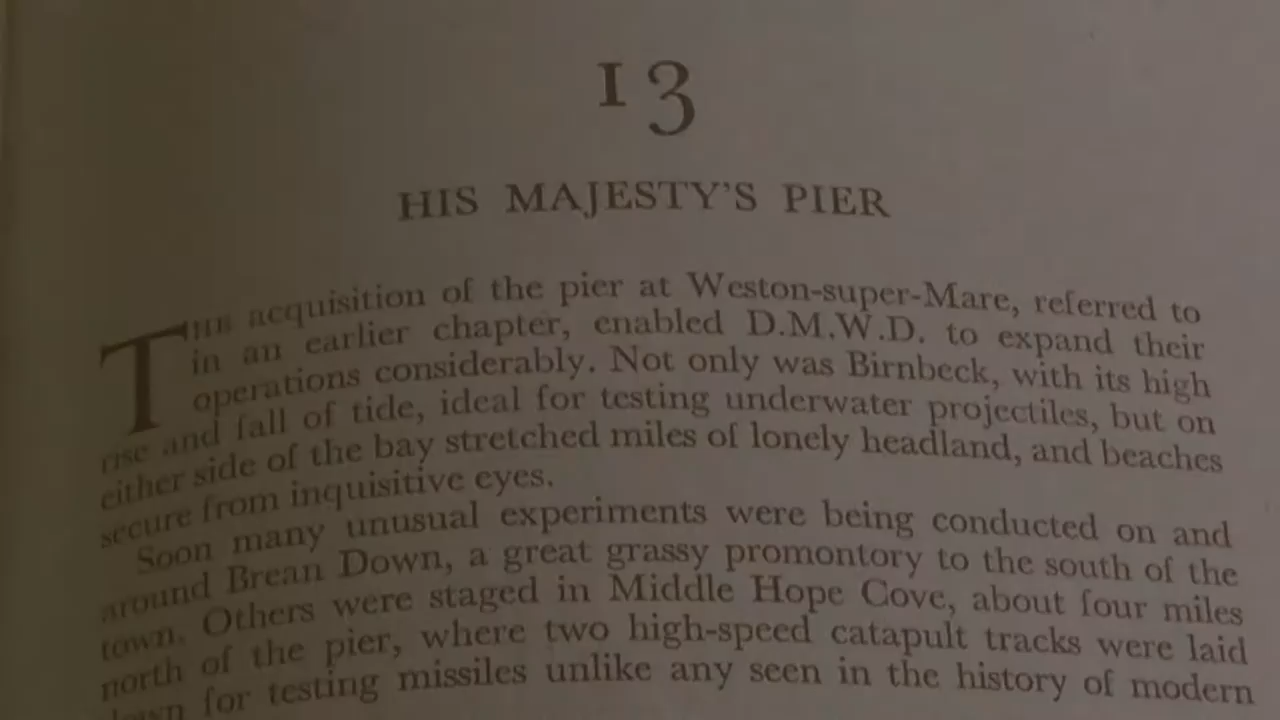 13
HIS MAJESTY'S PIER
THE acquisition of the pier at Weston-super-Mare, referred to
in an earlier chapter, enabled D.M.W.D. to expand their
operations considerably. Not only was Birnbeck, with its high
rise and fall of tide, ideal for testing underwater projectiles, but on
either side of the bay stretched miles of lonely headland, and beaches
secure from inquisitive eyes.
Soon many unusual experiments were being conducted on and
around Brean Down, a great grassy promontory to the south of the
town. Others were staged in Middle Hope Cove, about four miles
north of the pier, where two high-speed catapult tracks were laid
down for testing missiles unlike any seen in the history of modern